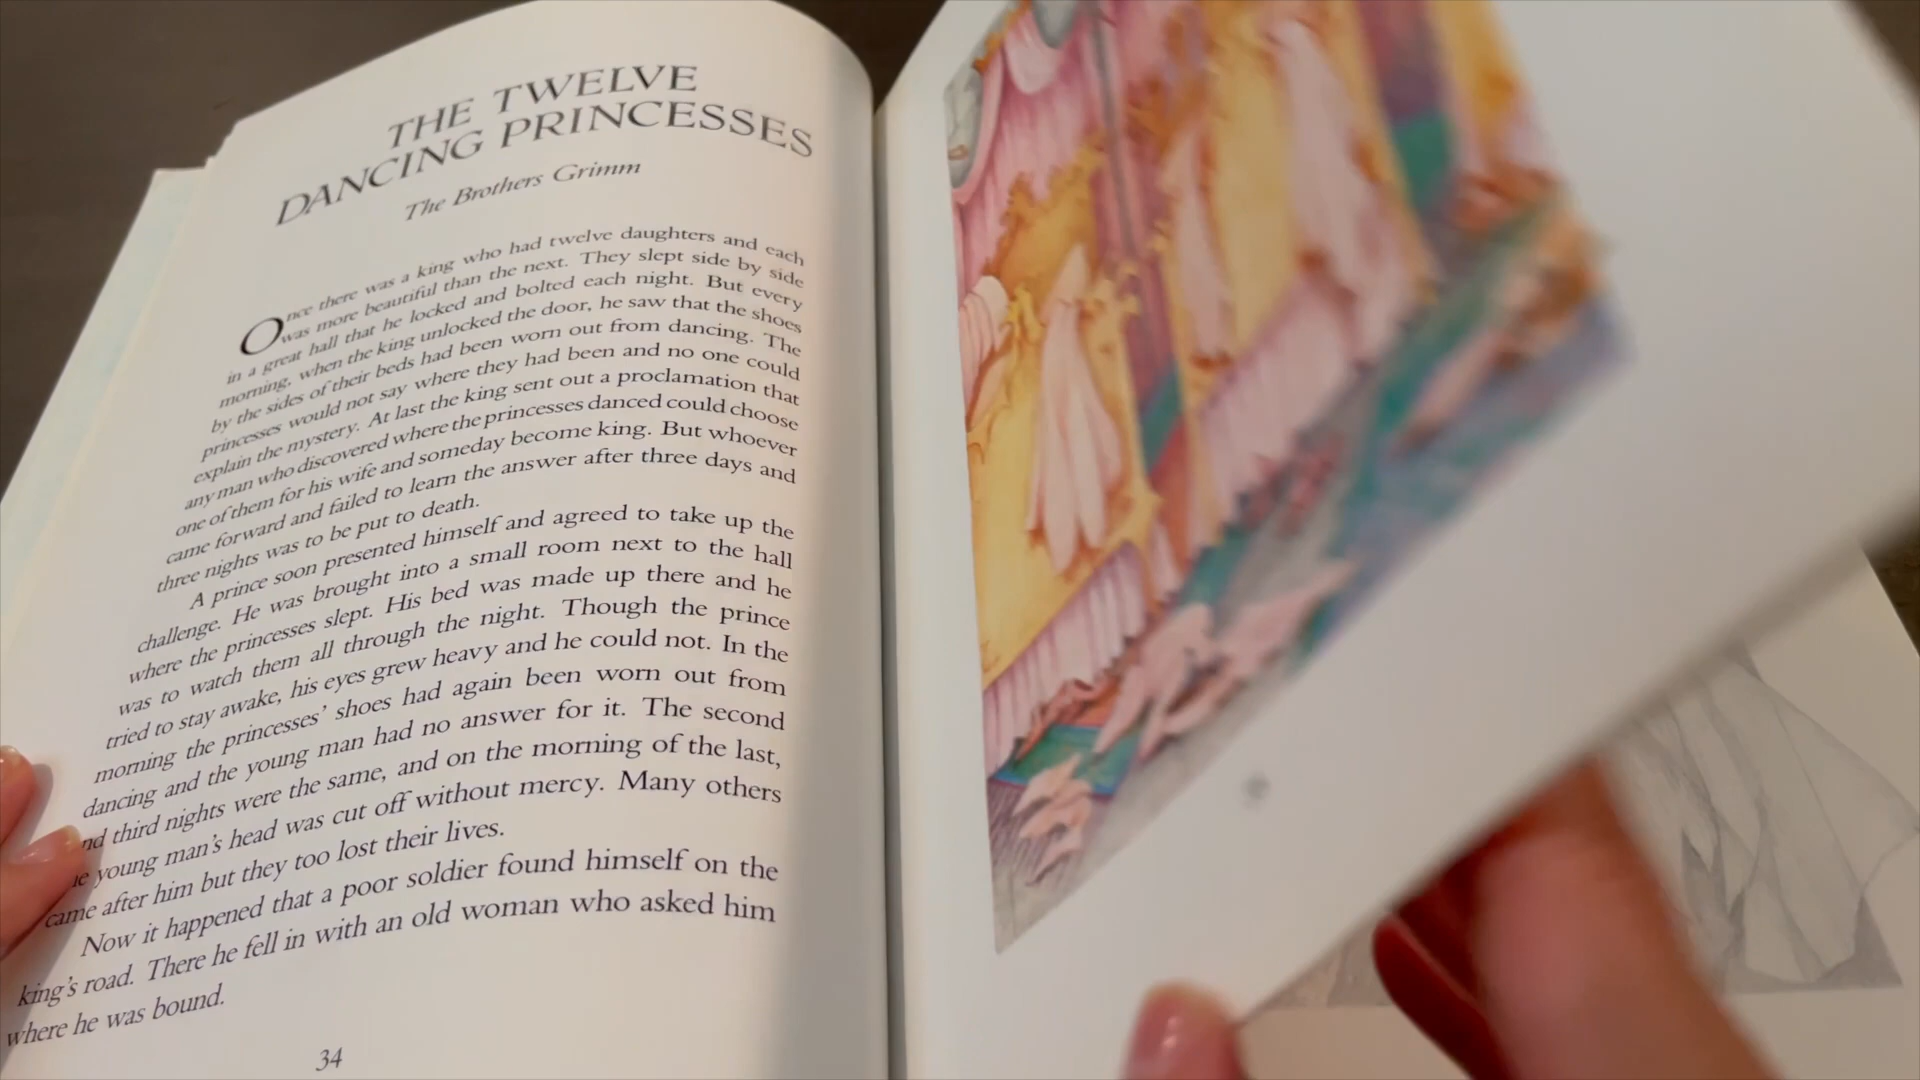 THE TWELVE
DANCING PRINCESSES
The Brothers Grimm
Once there was a king who had twelve daughters and each
was more beautiful than the next. They slept side by side
in a great hall that he locked and bolted each night. But every
morning, when the king unlocked the door, he saw that the shoes
by the sides of their beds had been worn out from dancing. The
princesses would not say where they had been and no one could
explain the mystery. At last the king sent out a proclamation that
any man who discovered where the princesses danced could choose
one of them for his wife and someday become king. But whoever
came forward and failed to learn the answer after three days and
three nights was to be put to death.
A prince soon presented himself and agreed to take up the
challenge. He was brought into a small room next to the hall
where the princesses slept. His bed was made up there and he
was to watch them all through the night. Though the prince
tried to stay awake, his eyes grew heavy and he could not. In the
morning the princesses' shoes had again been worn out from
dancing and the young man had no answer for it. The second
nd third nights were the same, and on the morning of the last,
e young man's head was cut off without mercy. Many others
came after him but they too lost their lives.
Now it happened that a poor soldier found himself on the
king's road. There he fell in with an old woman who asked him
where he was bound.
34